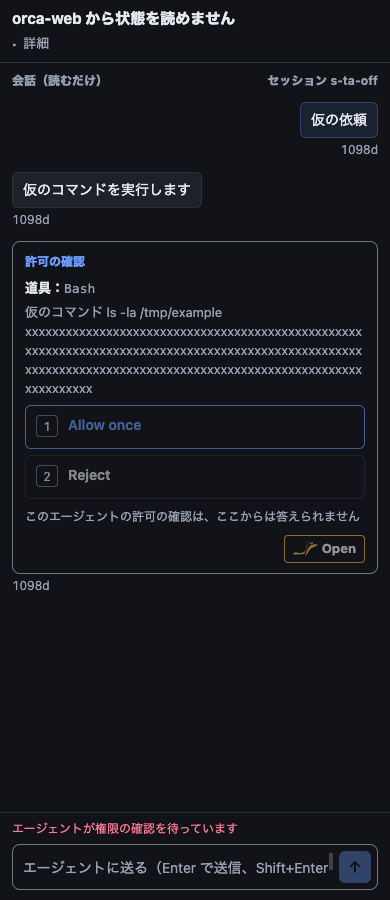 orca-web から状態を読めません
▸ 詳細
会話（読むだけ）
セッション s-ta-off
仮の依頼
1098d
仮のコマンドを実行します
1098d
許可の確認
道具：Bash
仮のコマンド ls -la /tmp/example
xxxxxxxxxxxxxxxxxxxxxxxxxxxxxxxxxxxxxxxxxxxxxxxx
xxxxxxxxxxxxxxxxxxxxxxxxxxxxxxxxxxxxxxxxxxxxxxxx
xxxxxxxxxxxxxxxxxxxxxxxxxxxxxxxxxxxxxxxxxxxxxxxx
xxxxxxxxxx
1 Allow once
2 Reject
このエージェントの許可の確認は、ここからは答えられません
Open
1098d
エージェントが権限の確認を待っています
エージェントに送る（Enter で送信、Shift+Enter